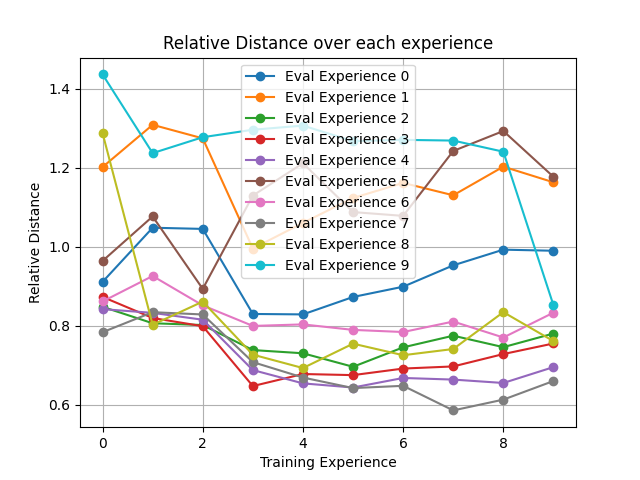 Relative Distance over each experience
Eval Experience 0
Eval Experience 1
Eval Experience 2
Eval Experience 3
Eval Experience 4
Eval Experience 5
Eval Experience 6
Eval Experience 7
Eval Experience 8
Eval Experience 9
1.4
1.2
1.0
0.8
0.6
Relative Distance
0 2 4 6 8
Training Experience